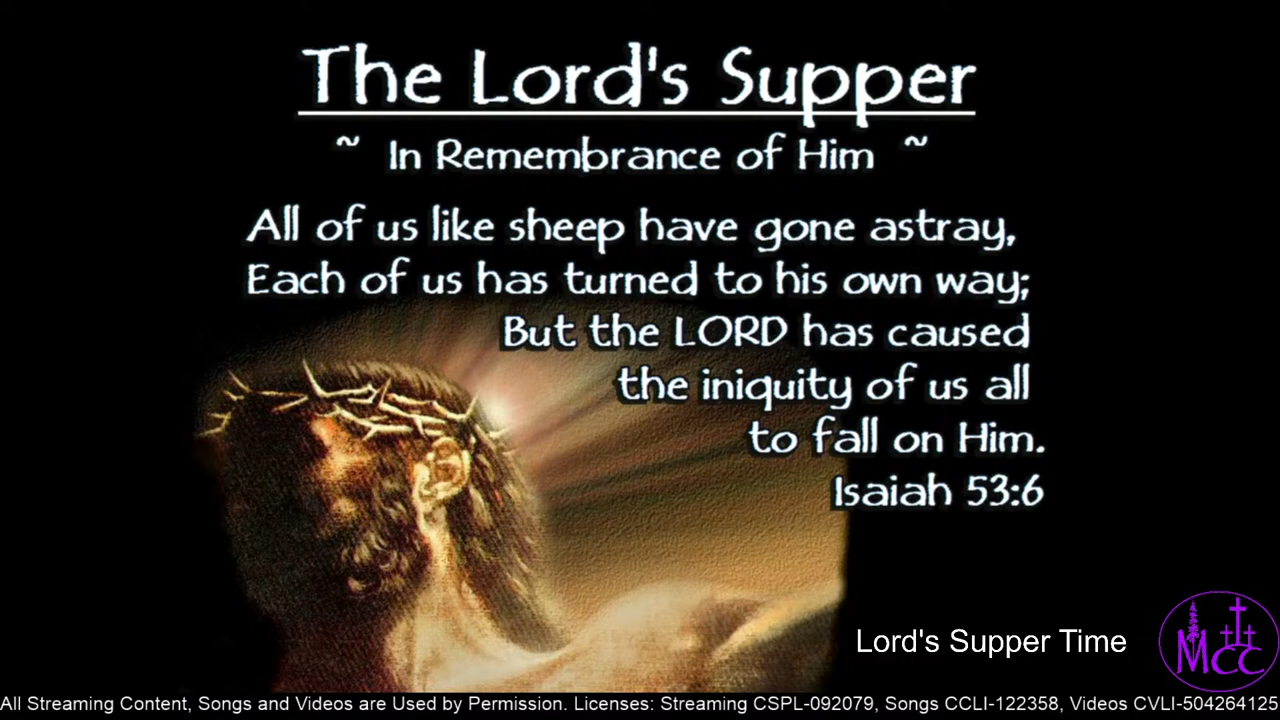 The Lord's Supper
~ In Remembrance of Him ~
All of us like sheep have gone astray,
Each of us has turned to his own way;
But the LORD has caused
the iniquity of us all
to fall on Him.
Isaiah 53:6
Lord's Supper Time
MCC
All Streaming Content, Songs and Videos are Used by Permission. Licenses: Streaming CSPL-092079, Songs CCLI-122358, Videos CVLI-504264125